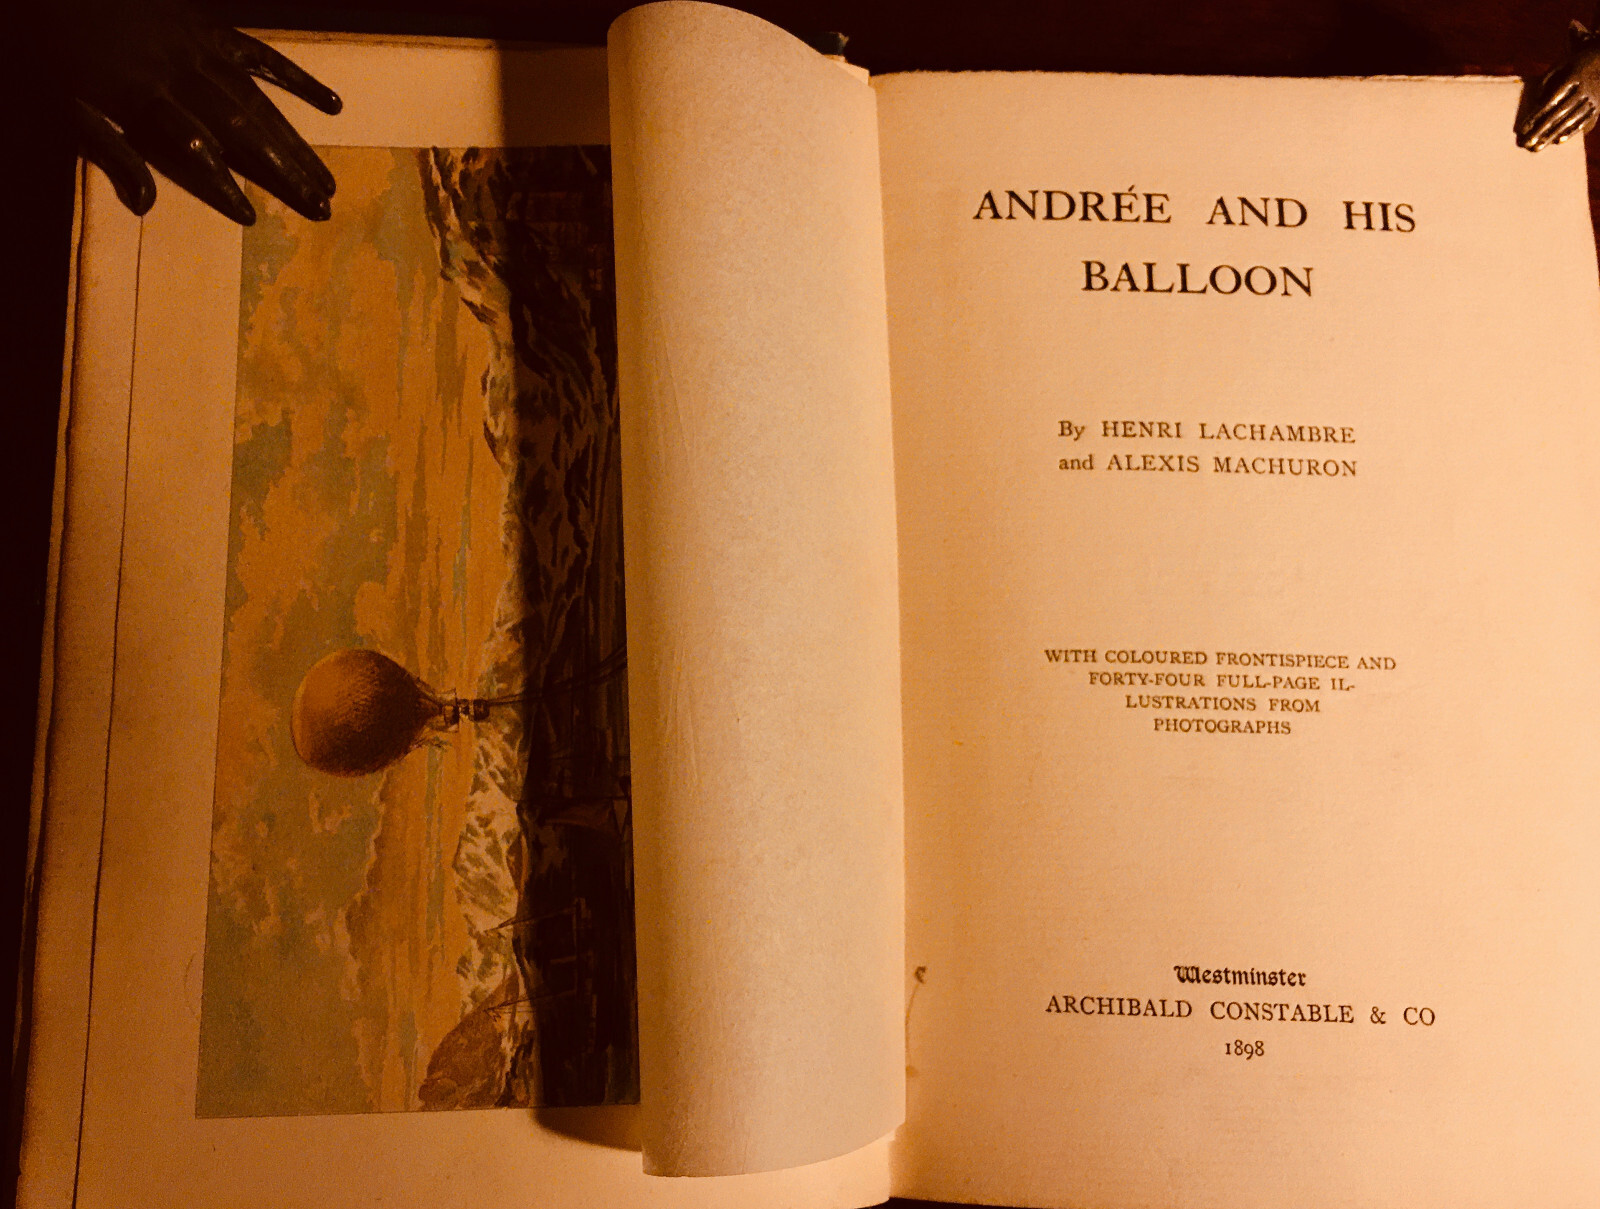 ANDRÉE AND HIS
BALLOON
By HENRI LACHAMBRE
and ALEXIS MACHURON
WITH COLOURED FRONTISPIECE AND
FORTY-FOUR FULL-PAGE IL-
LUSTRATIONS FROM
PHOTOGRAPHS
Westminster
ARCHIBALD CONSTABLE & CO
1898